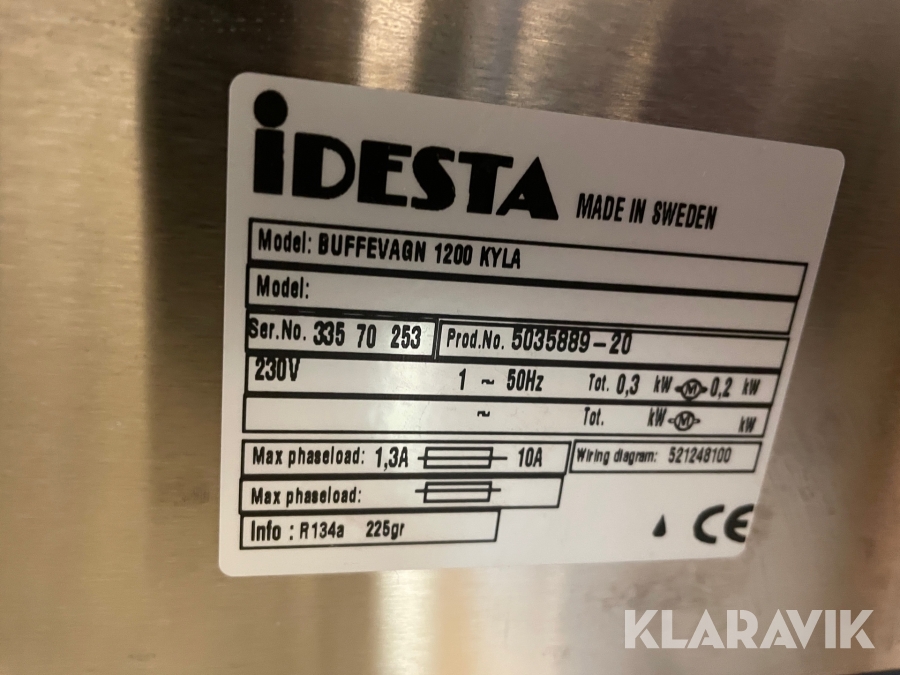 iDESTA MADE IN SWEDEN
Model: BUFFEVAGN 1200 KYLA
Model:
Ser.No. 335 70 253 Prod.No. 5035889-20
230V 1 ~ 50Hz Tot. 0,3 kW M 0,2 kW
~ Tot. kW M kW
Max phaseload: 1,3A 10A Wiring diagram: 521248100
Max phaseload:
Info : R134a 225gr
CE
KLARAVIK